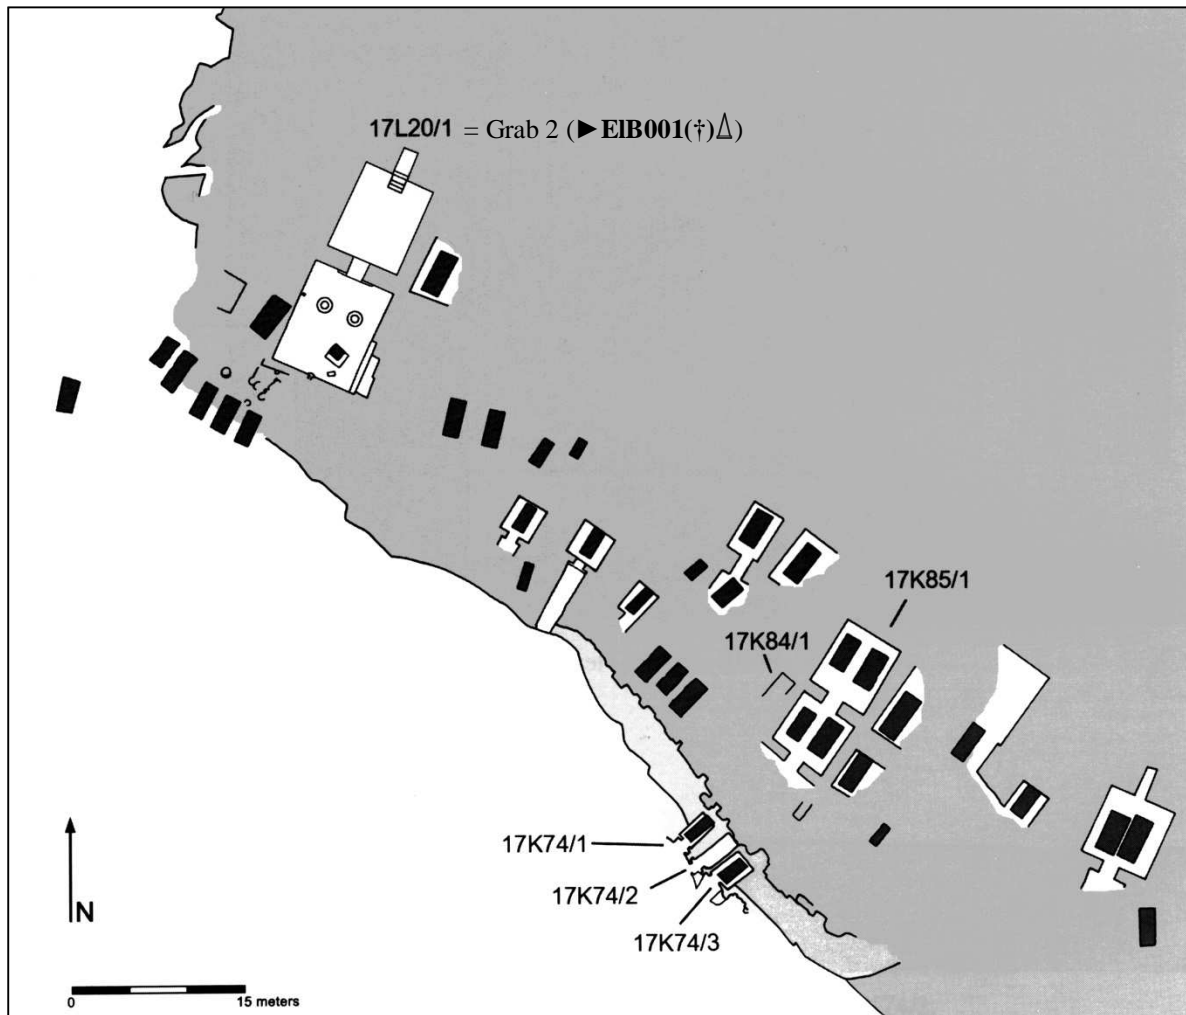 17L20/1 = Grab 2 (►ElB001(†)△)
17K85/1
17K84/1
17K74/1
17K74/2
17K74/3
N
0 15 meters